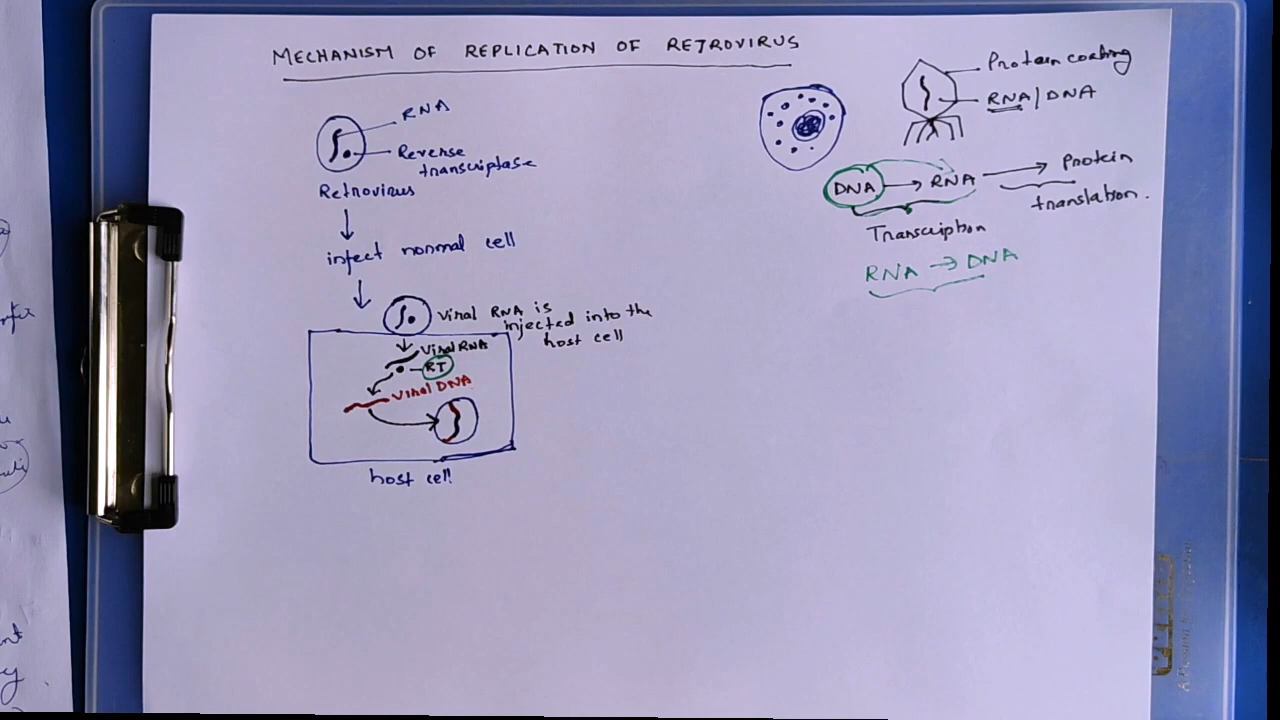 MECHANISM OF REPLICATION OF RETROVIRUS
RNA
Reverse
transcriptase
Retrovirus
infect normal cell
Viral RNA is
injected into the
host cell
Viral RNA
RT
Viral DNA
host cell
Protein coating
RNA/DNA
DNA → RNA → Protein
translation.
Transcription
RNA → DNA